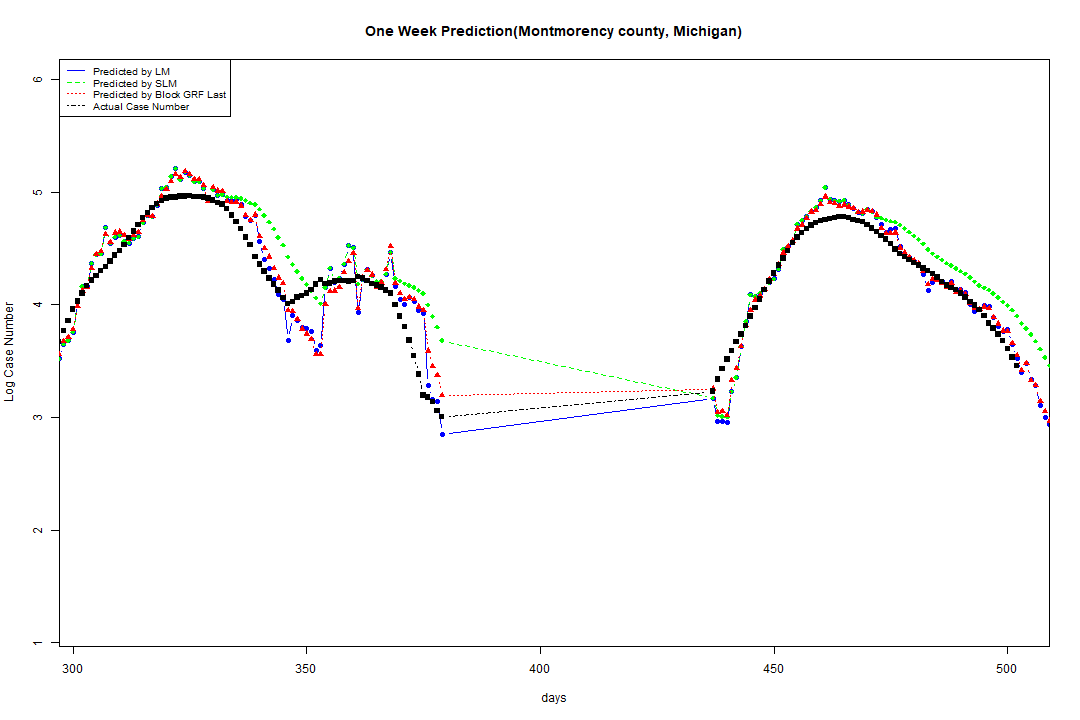 One Week Prediction(Montmorency county, Michigan)
Predicted by LM
Predicted by SLM
Predicted by Block GRF Last
Actual Case Number
6
5
4
3
2
1
Log Case Number
300
350
400
450
500
days